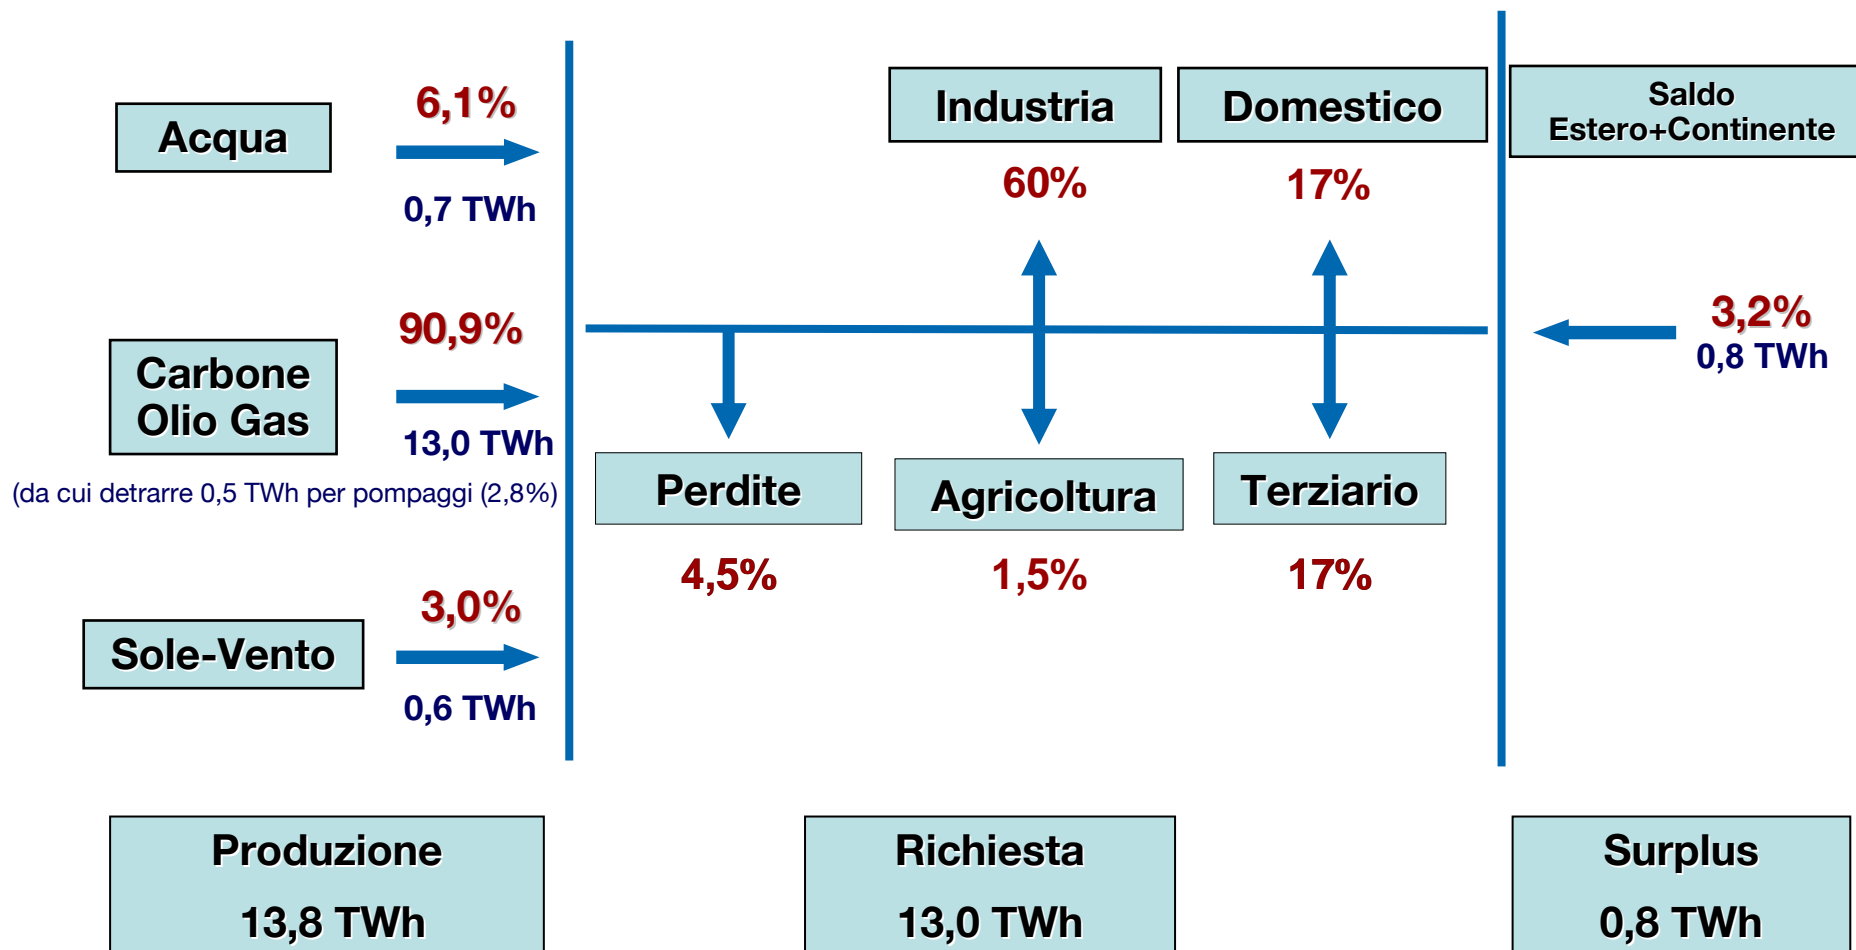 Acqua
6,1%
0,7 TWh
Industria
60%
Domestico
17%
Saldo
Estero+Continente
3,2%
0,8 TWh
Carbone
Olio Gas
90,9%
13,0 TWh
(da cui detrarre 0,5 TWh per pompaggi (2,8%)
Perdite
4,5%
Agricoltura
1,5%
Terziario
17%
Sole-Vento
3,0%
0,6 TWh
Produzione
13,8 TWh
Richiesta
13,0 TWh
Surplus
0,8 TWh